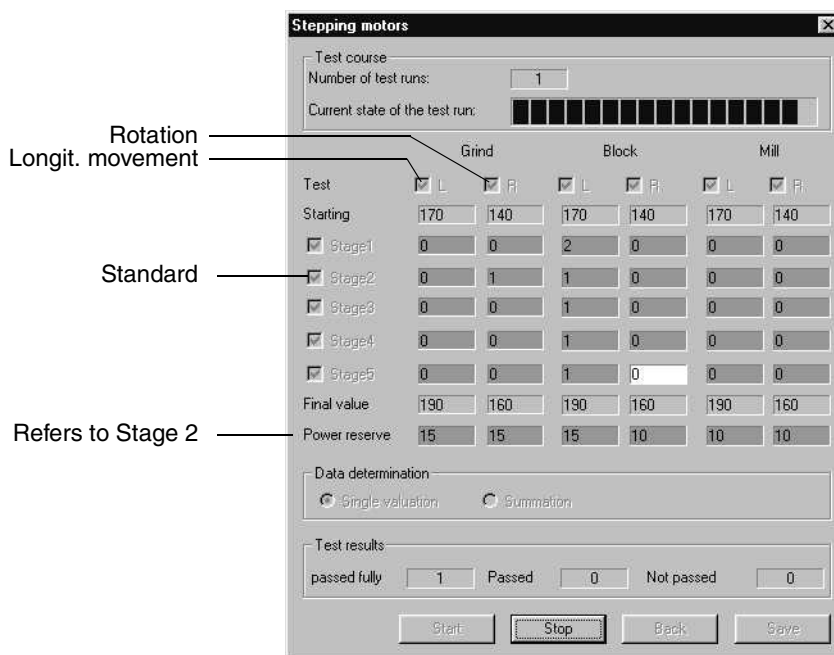 Stepping motors
Test course
Number of test runs: 1
Current state of the test run:
Rotation
Longit. movement
Grind Block Mill
Test L R L R L R
Starting 170 140 170 140 170 140
Stage1 0 0 2 0 0 0
Standard
Stage2 0 1 1 0 0 0
Stage3 0 0 1 0 0 0
Stage4 0 0 1 0 0 0
Stage5 0 0 1 0 0 0
Final value 190 160 190 160 190 160
Refers to Stage 2
Power reserve 15 15 15 10 10 10
Data determination
Single valuation Summation
Test results
passed fully 1 Passed 0 Not passed 0
Start Stop Back Save